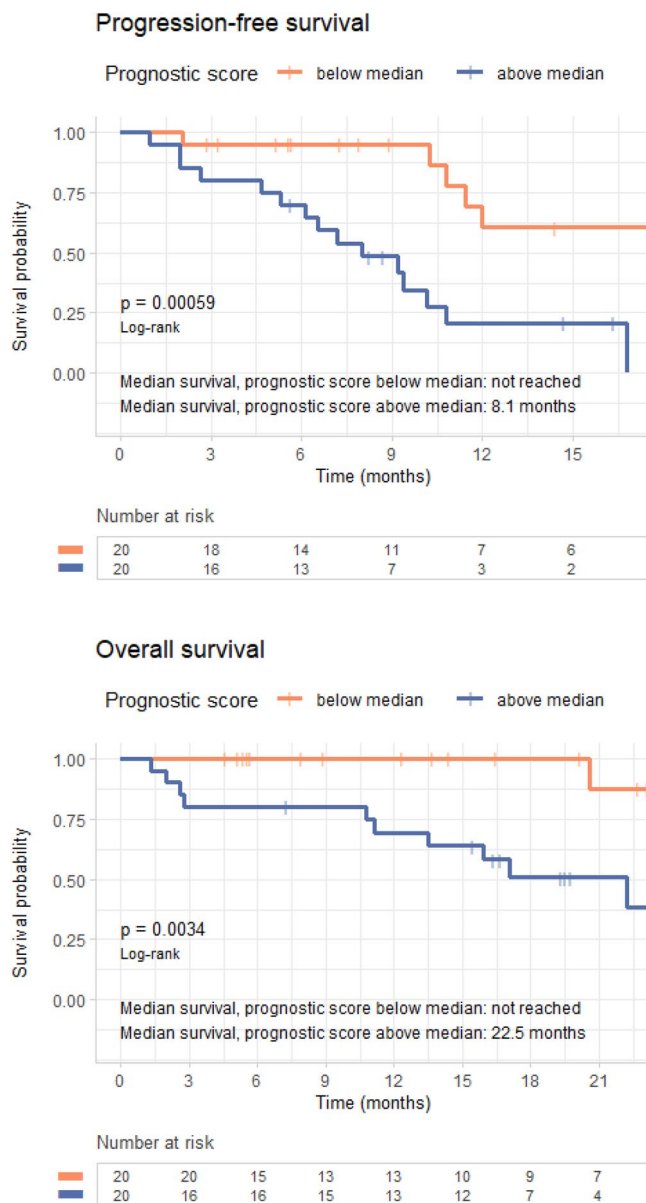 Progression-free survival
Prognostic score below median above median
1.00
0.75
0.50
0.25
0.00
Survival probability
p = 0.00059
Log-rank
Median survival, prognostic score below median: not reached
Median survival, prognostic score above median: 8.1 months
0 3 6 9 12 15
Time (months)
Number at risk
20 18 14 11 7 6
20 16 13 7 3 2
Overall survival
Prognostic score below median above median
1.00
0.75
0.50
0.25
0.00
Survival probability
p = 0.0034
Log-rank
Median survival, prognostic score below median: not reached
Median survival, prognostic score above median: 22.5 months
0 3 6 9 12 15 18 21
Time (months)
Number at risk
20 20 15 13 13 10 9 7
20 16 16 15 13 12 7 4